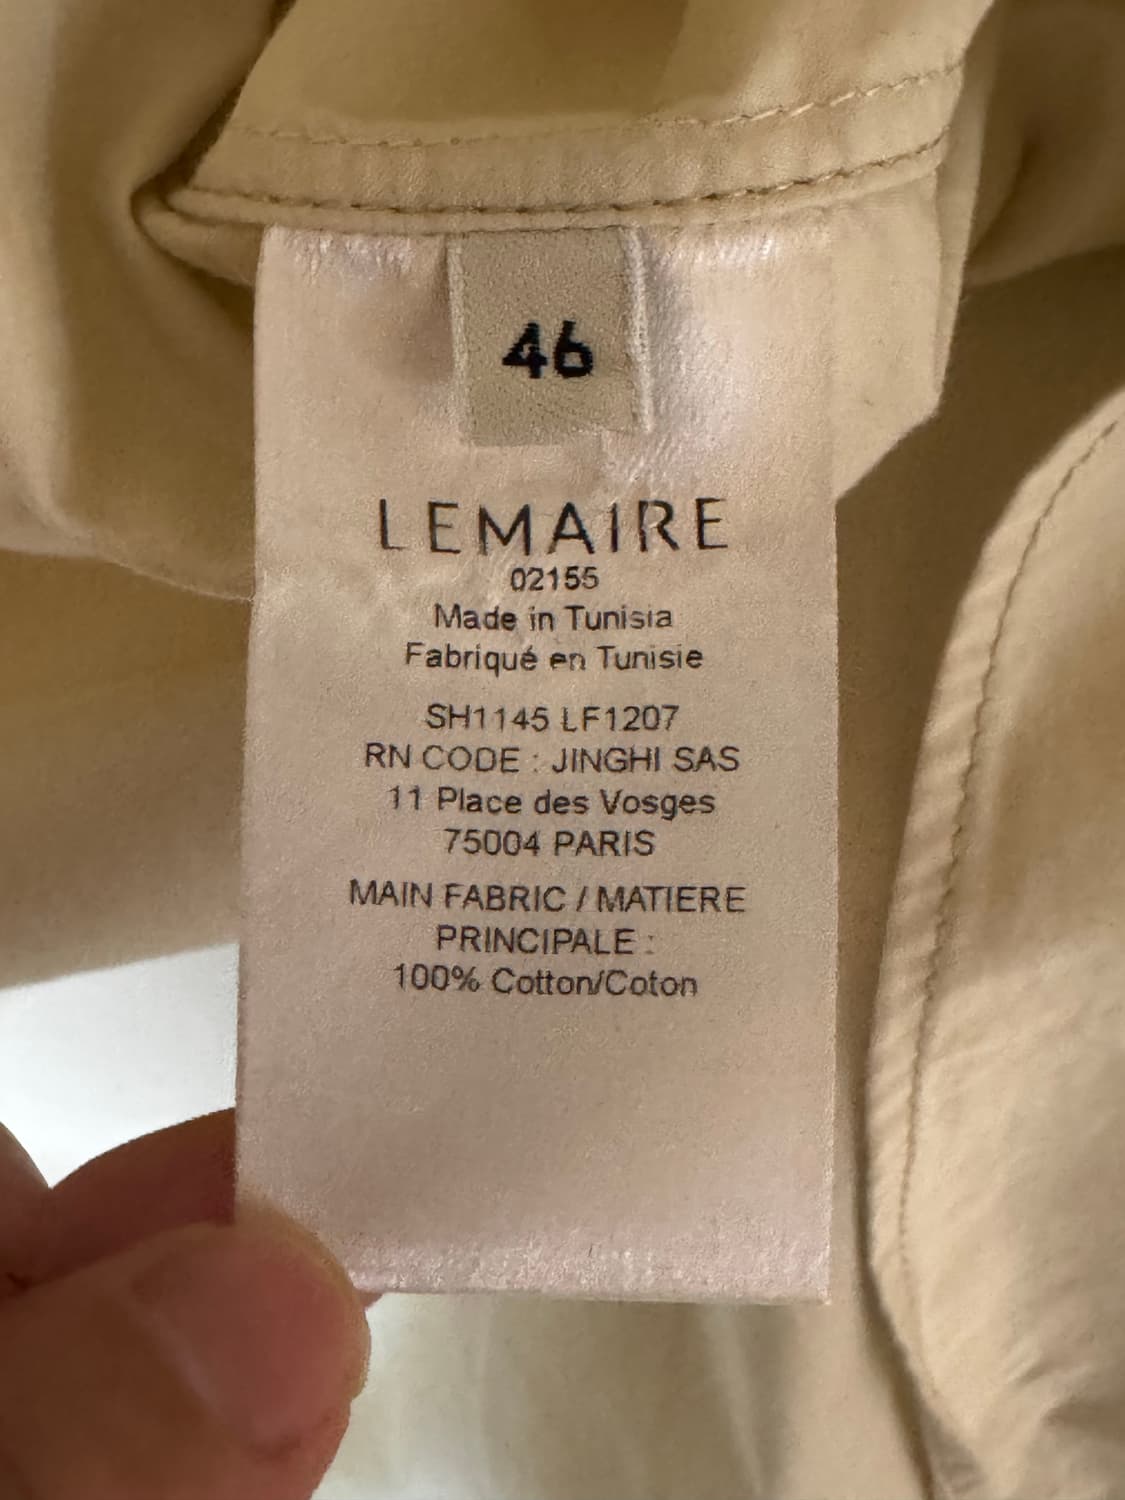 46
LEMAIRE
02155
Made in Tunisia
Fabriqué en Tunisie
SH1145 LF1207
RN CODE : JINGHI SAS
11 Place des Vosges
75004 PARIS
MAIN FABRIC / MATIERE
PRINCIPALE :
100% Cotton/Coton